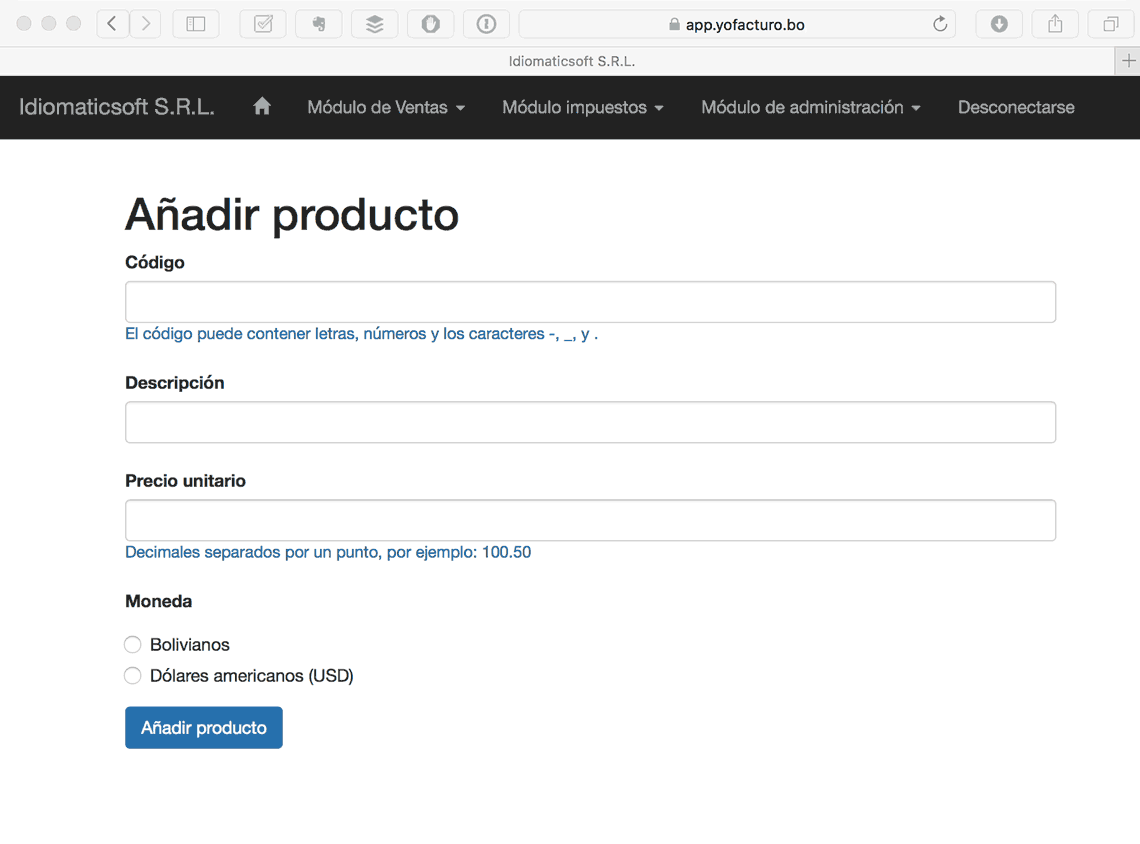 app.yofacturo.bo
Idiomaticsoft S.R.L.
Idiomaticsoft S.R.L. Módulo de Ventas Módulo impuestos Módulo de administración Desconectarse
Añadir producto
Código
El código puede contener letras, números y los caracteres -, _, y .
Descripción
Precio unitario
Decimales separados por un punto, por ejemplo: 100.50
Moneda
Bolivianos
Dólares americanos (USD)
Añadir producto